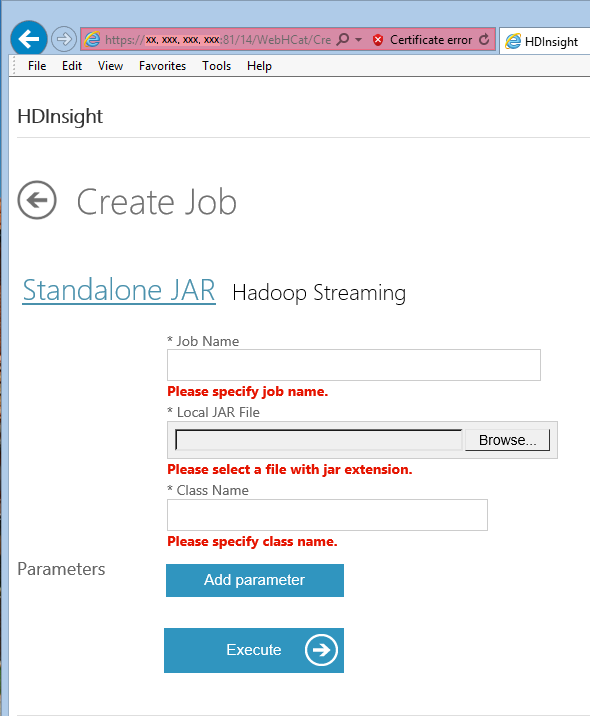 https://xx, xxx, xxx, xxx:81/14/WebHCat/Cre Certificate error HDInsight
File Edit View Favorites Tools Help
HDInsight
Create Job
Standalone JAR Hadoop Streaming
* Job Name
Please specify job name.
* Local JAR File
Browse...
Please select a file with jar extension.
* Class Name
Please specify class name.
Parameters Add parameter
Execute